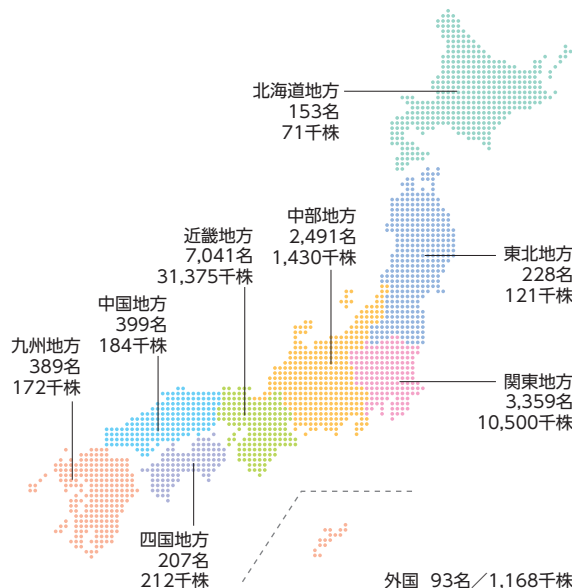 北海道地方
153名
71千株
中部地方
2,491名
1,430千株
近畿地方
7,041名
31,375千株
東北地方
228名
121千株
中国地方
399名
184千株
九州地方
389名
172千株
関東地方
3,359名
10,500千株
四国地方
207名
212千株
外国 93名／1,168千株